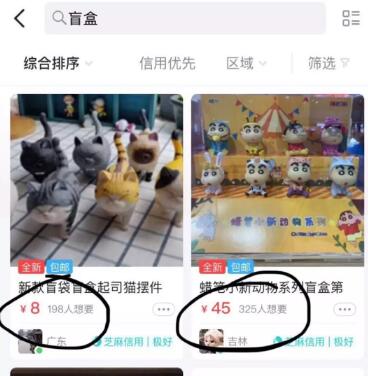 盲盒
综合排序 信用优先 区域 筛选
蜡笔小新动物系列
全新 包邮
新款盲袋盲盒起司猫摆件
¥8 198人想要
广东 芝麻信用 | 极好
全新 包邮
蜡笔小新动物系列盲盒第
¥45 325人想要
吉林 芝麻信用 | 极好